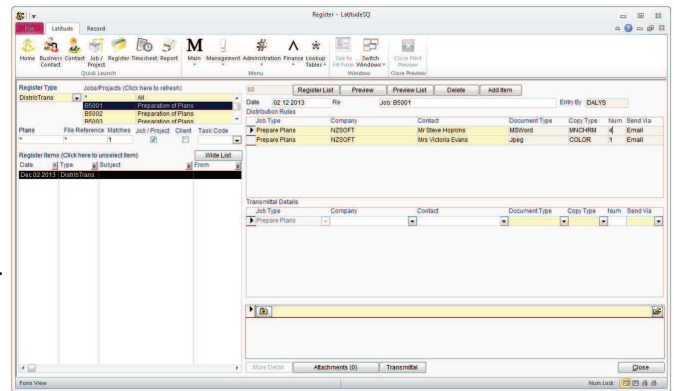 Register - LatitudeSQ
File Latitude Record
Home Business Contact Contact Job / Project Register Timesheet Report Main Management Administration Finance Lookup Tables Size to Fit Form Switch Windows Close Print Preview
Quick Launch Menu Window Close Preview
Register Type Jobs/Projects (Click here to refresh)
DistribTrans * All
B5001 Preparation of Plans
B5002 Preparation of Plans
B5003 Preparation of Plans
Plans File Reference Matches Job / Project Client Task Code
* * 1
Register Items (Click here to unselect item) Wide List
Date Type Subject From
Dec 02 2013 DistribTrans
60 Register List Preview Preview List Delete Add Item
Date 02 12 2013 Re Job: B5001 Entry By DALYS
Distribution Rules
Job Type Company Contact Document Type Copy Type Num Send Via
Prepare Plans NZSOFT Mr Steve Hopkins MSWord MNCHRM 4 Email
Prepare Plans NZSOFT Mrs Victoria Evans Jpeg COLOR 1 Email
Transmittal Details
Job Type Company Contact Document Type Copy Type Num Send Via
Prepare Plans
More Detail Attachments (0) Transmittal Close
Form View Num Lock